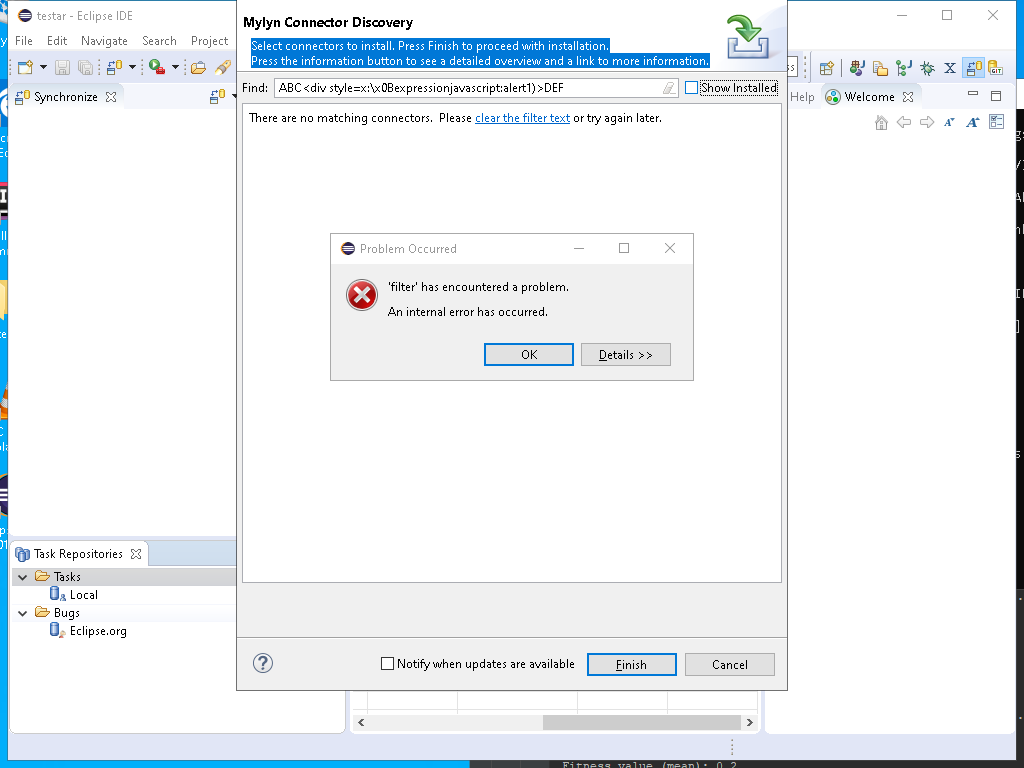 testar - Eclipse IDE
Mylyn Connector Discovery
Select connectors to install. Press Finish to proceed with installation.
Press the information button to see a detailed overview and a link to more information.
File Edit Navigate Search Project
Help
Find: ABC<div style=x:\x0Bexpressionjavascript:alert1)>DEF
Show Installed
Synchronize
Welcome
There are no matching connectors. Please clear the filter text or try again later.
Problem Occurred
'filter' has encountered a problem.
An internal error has occurred.
OK
Details >>
Task Repositories
Tasks
Local
Bugs
Eclipse.org
Notify when updates are available
Finish
Cancel
Fitness value (mean): 0.2